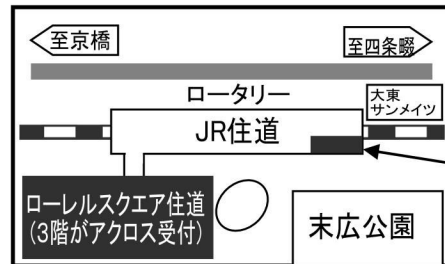 至京橋
至四条畷
ロータリー
大東
サンメイツ
JR住道
ローレルスクエア住道
(3階がアクロス受付)
末広公園